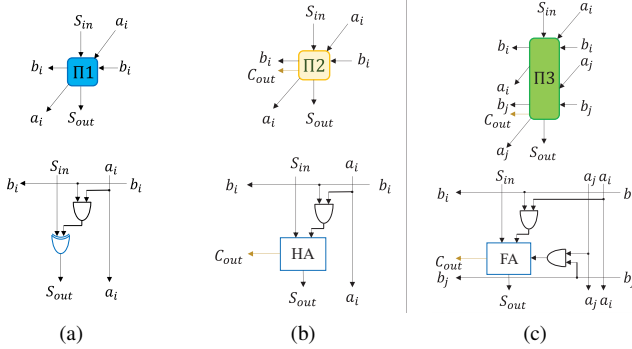 S_in a_i
b_i Π1 b_i
a_i S_out
S_in a_i
b_i b_i
S_out a_i
(a)
S_in a_i
b_i Π2 b_i
C_out
a_i S_out
S_in a_i
b_i b_i
C_out HA
S_out a_i
(b)
S_in a_i
b_i Π3 b_i
a_j
a_i
b_j b_j
C_out
a_j S_out
S_in a_j a_i
b_i
C_out FA
b_j
S_out a_j a_i
(c)